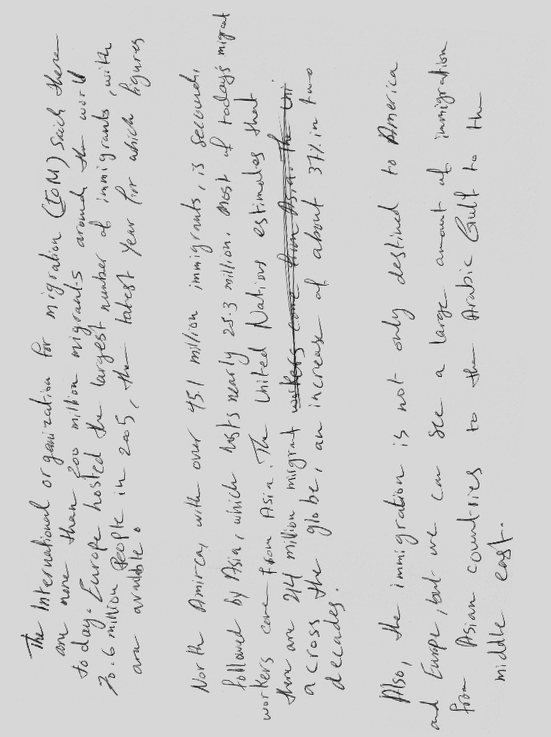 The International organization for migration (IOM) said there
are more than 200 million migrants around the world
today. Europe hosted the largest number of immigrants, with
70.6 million People in 2005, the latest year for which figures
are available.
North Amirca, with over 45.1 million immigrants, is secound,
followed by Asia, which hosts nearly 25.3 million. Most of today's migrat
workers come from Asia. The United Nations estimates that
there are 214 million migrat workers come from Asia. The Uni
across the globe, an increase of about 37% in two
decades.
Also, the immigration is not only destined to America
and Europe, but we can see a large amount of immigration
from Asian countries to the Arabic Gulf to the
middle east.